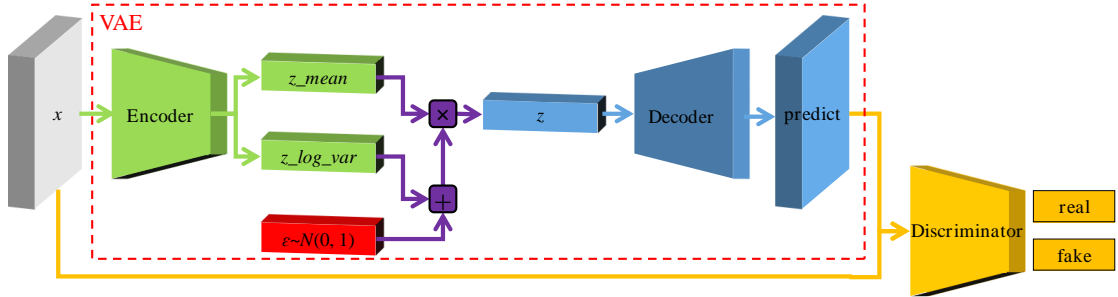 VAE
x
Encoder
z_mean
z_log_var
ε~N(0, 1)
×
+
z
Decoder
predict
Discriminator
real
fake